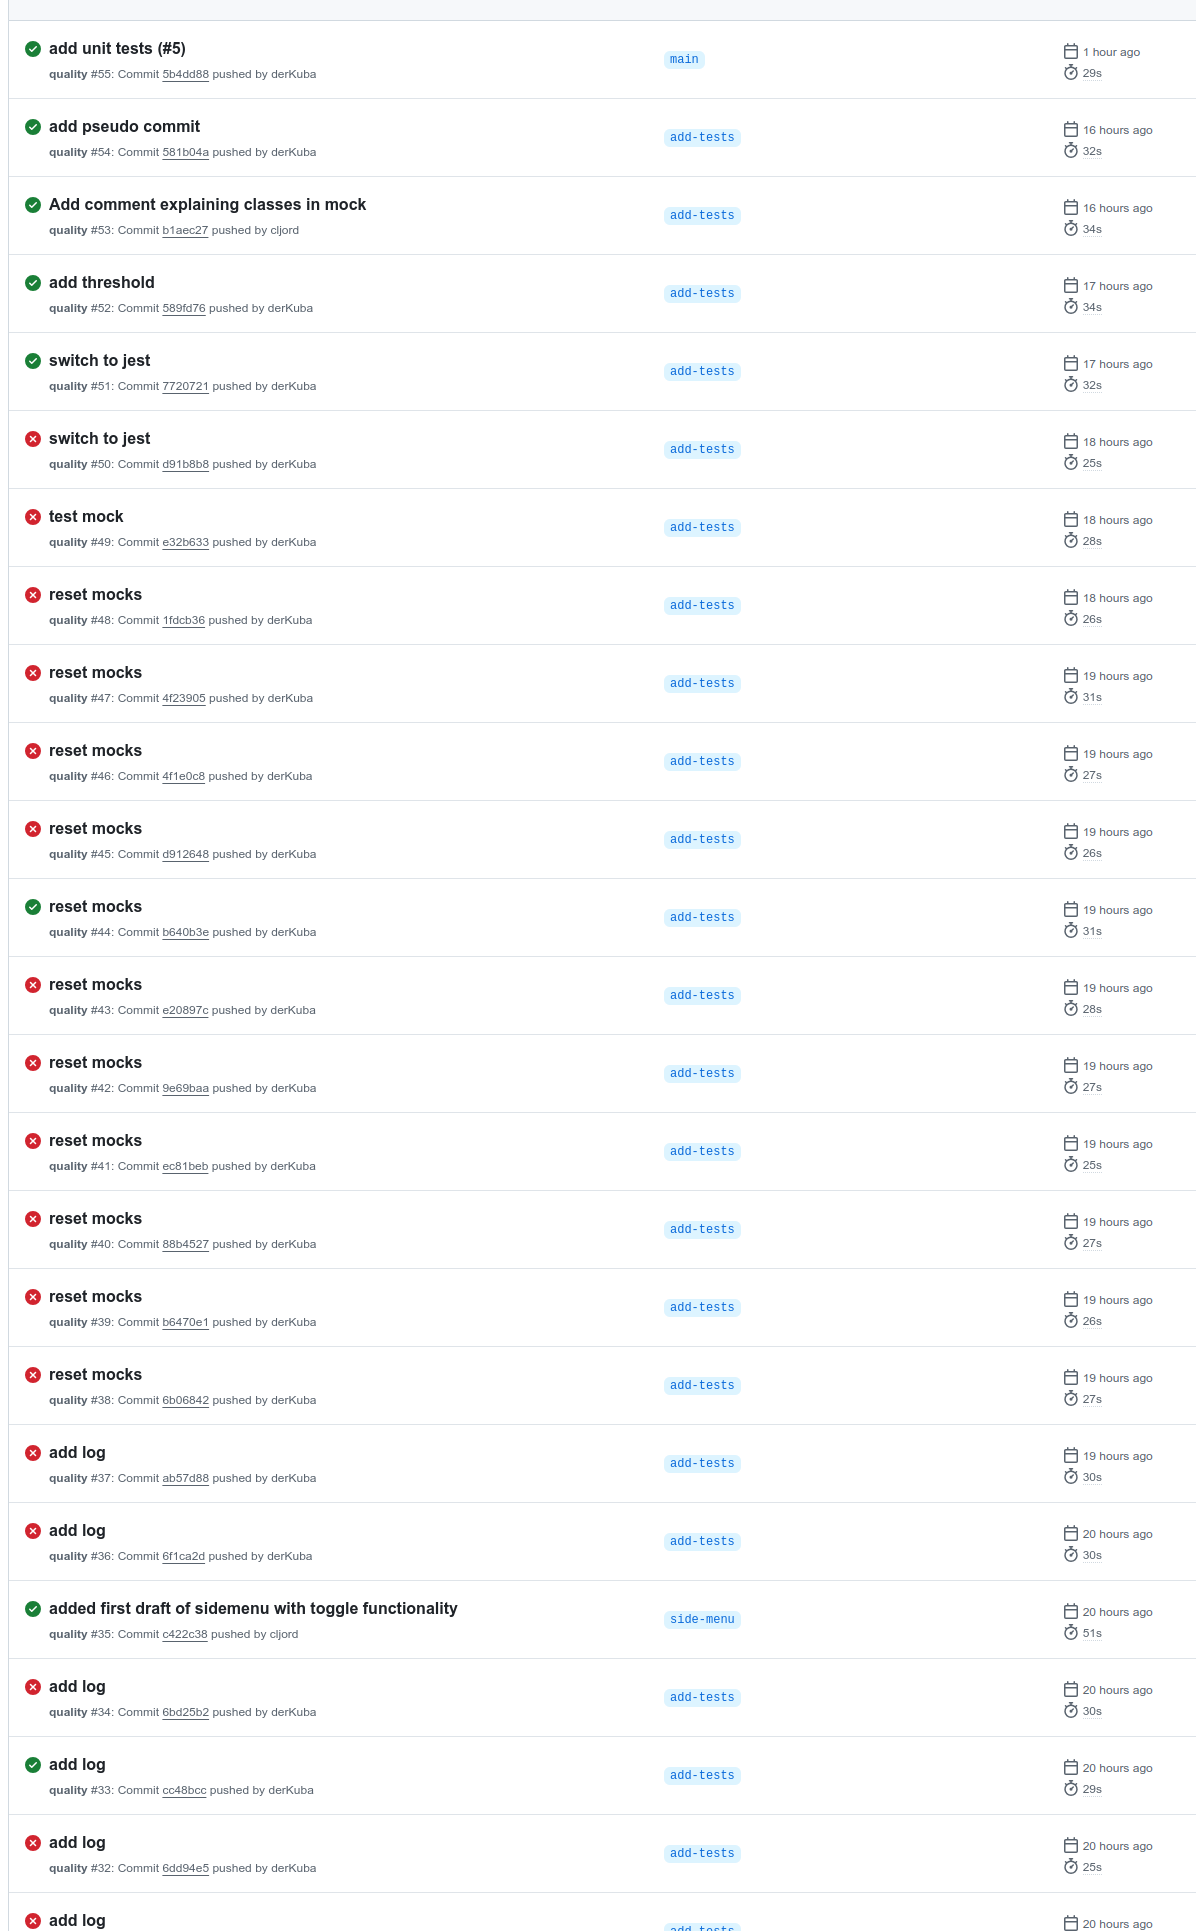 add unit tests (#5)
main
1 hour ago
quality #55: Commit 5b4dd88 pushed by derKuba
29s
add pseudo commit
add-tests
16 hours ago
quality #54: Commit 581b04a pushed by derKuba
32s
Add comment explaining classes in mock
add-tests
16 hours ago
quality #53: Commit b1aec27 pushed by cljord
34s
add threshold
add-tests
17 hours ago
quality #52: Commit 589fd76 pushed by derKuba
34s
switch to jest
add-tests
17 hours ago
quality #51: Commit 7720721 pushed by derKuba
32s
switch to jest
add-tests
18 hours ago
quality #50: Commit d91b8b8 pushed by derKuba
25s
test mock
add-tests
18 hours ago
quality #49: Commit e32b633 pushed by derKuba
28s
reset mocks
add-tests
18 hours ago
quality #48: Commit 1fdcb36 pushed by derKuba
26s
reset mocks
add-tests
19 hours ago
quality #47: Commit 4f23905 pushed by derKuba
31s
reset mocks
add-tests
19 hours ago
quality #46: Commit 4f1e0c8 pushed by derKuba
27s
reset mocks
add-tests
19 hours ago
quality #45: Commit d912648 pushed by derKuba
26s
reset mocks
add-tests
19 hours ago
quality #44: Commit b640b3e pushed by derKuba
31s
reset mocks
add-tests
19 hours ago
quality #43: Commit e20897c pushed by derKuba
28s
reset mocks
add-tests
19 hours ago
quality #42: Commit 9e69baa pushed by derKuba
27s
reset mocks
add-tests
19 hours ago
quality #41: Commit ec81beb pushed by derKuba
25s
reset mocks
add-tests
19 hours ago
quality #40: Commit 88b4527 pushed by derKuba
27s
reset mocks
add-tests
19 hours ago
quality #39: Commit b6470e1 pushed by derKuba
26s
reset mocks
add-tests
19 hours ago
quality #38: Commit 6b06842 pushed by derKuba
27s
add log
add-tests
19 hours ago
quality #37: Commit ab57d88 pushed by derKuba
30s
add log
add-tests
20 hours ago
quality #36: Commit 6f1ca2d pushed by derKuba
30s
added first draft of sidemenu with toggle functionality
side-menu
20 hours ago
quality #35: Commit c422c38 pushed by cljord
51s
add log
add-tests
20 hours ago
quality #34: Commit 6bd25b2 pushed by derKuba
30s
add log
add-tests
20 hours ago
quality #33: Commit cc48bcc pushed by derKuba
29s
add log
add-tests
20 hours ago
quality #32: Commit 6dd94e5 pushed by derKuba
25s
add log
add-tests
20 hours ago